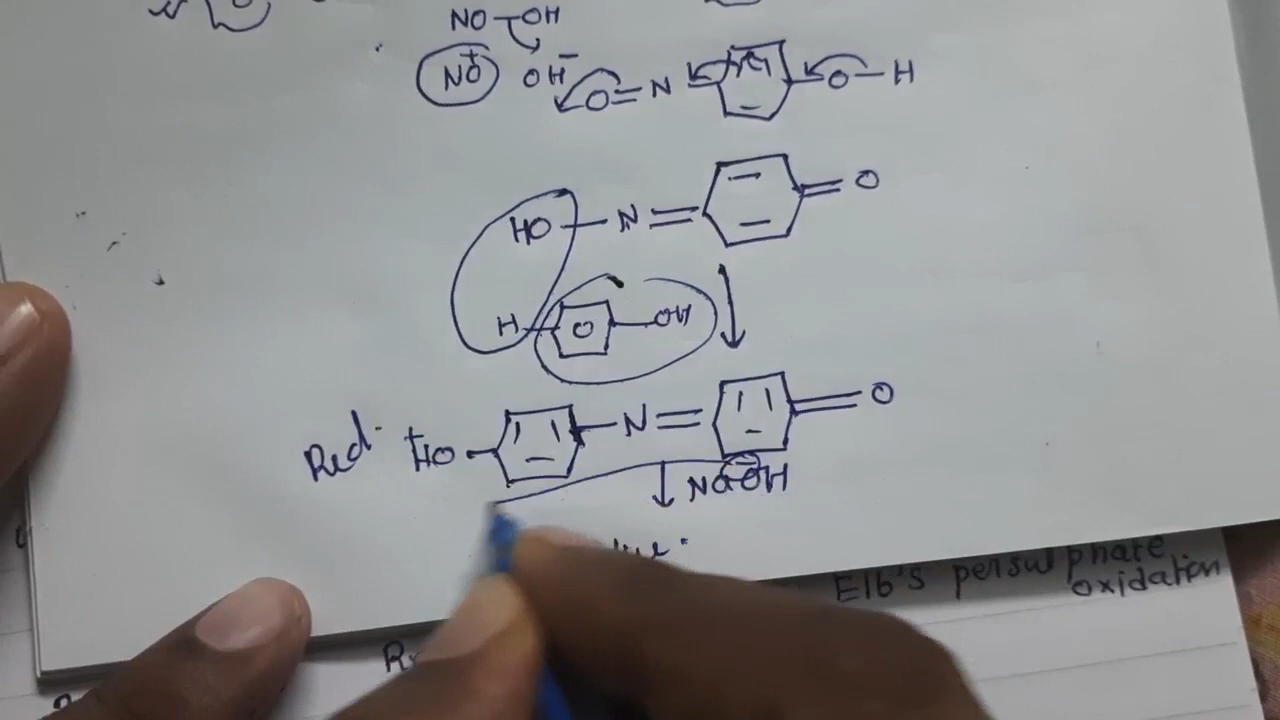 NO—OH
NO⁺ OH⁻ O=N O—H
HO—N= =O
H— —OH
Red. HO —N= =O
NaOH
Elb's persulphate
oxidation